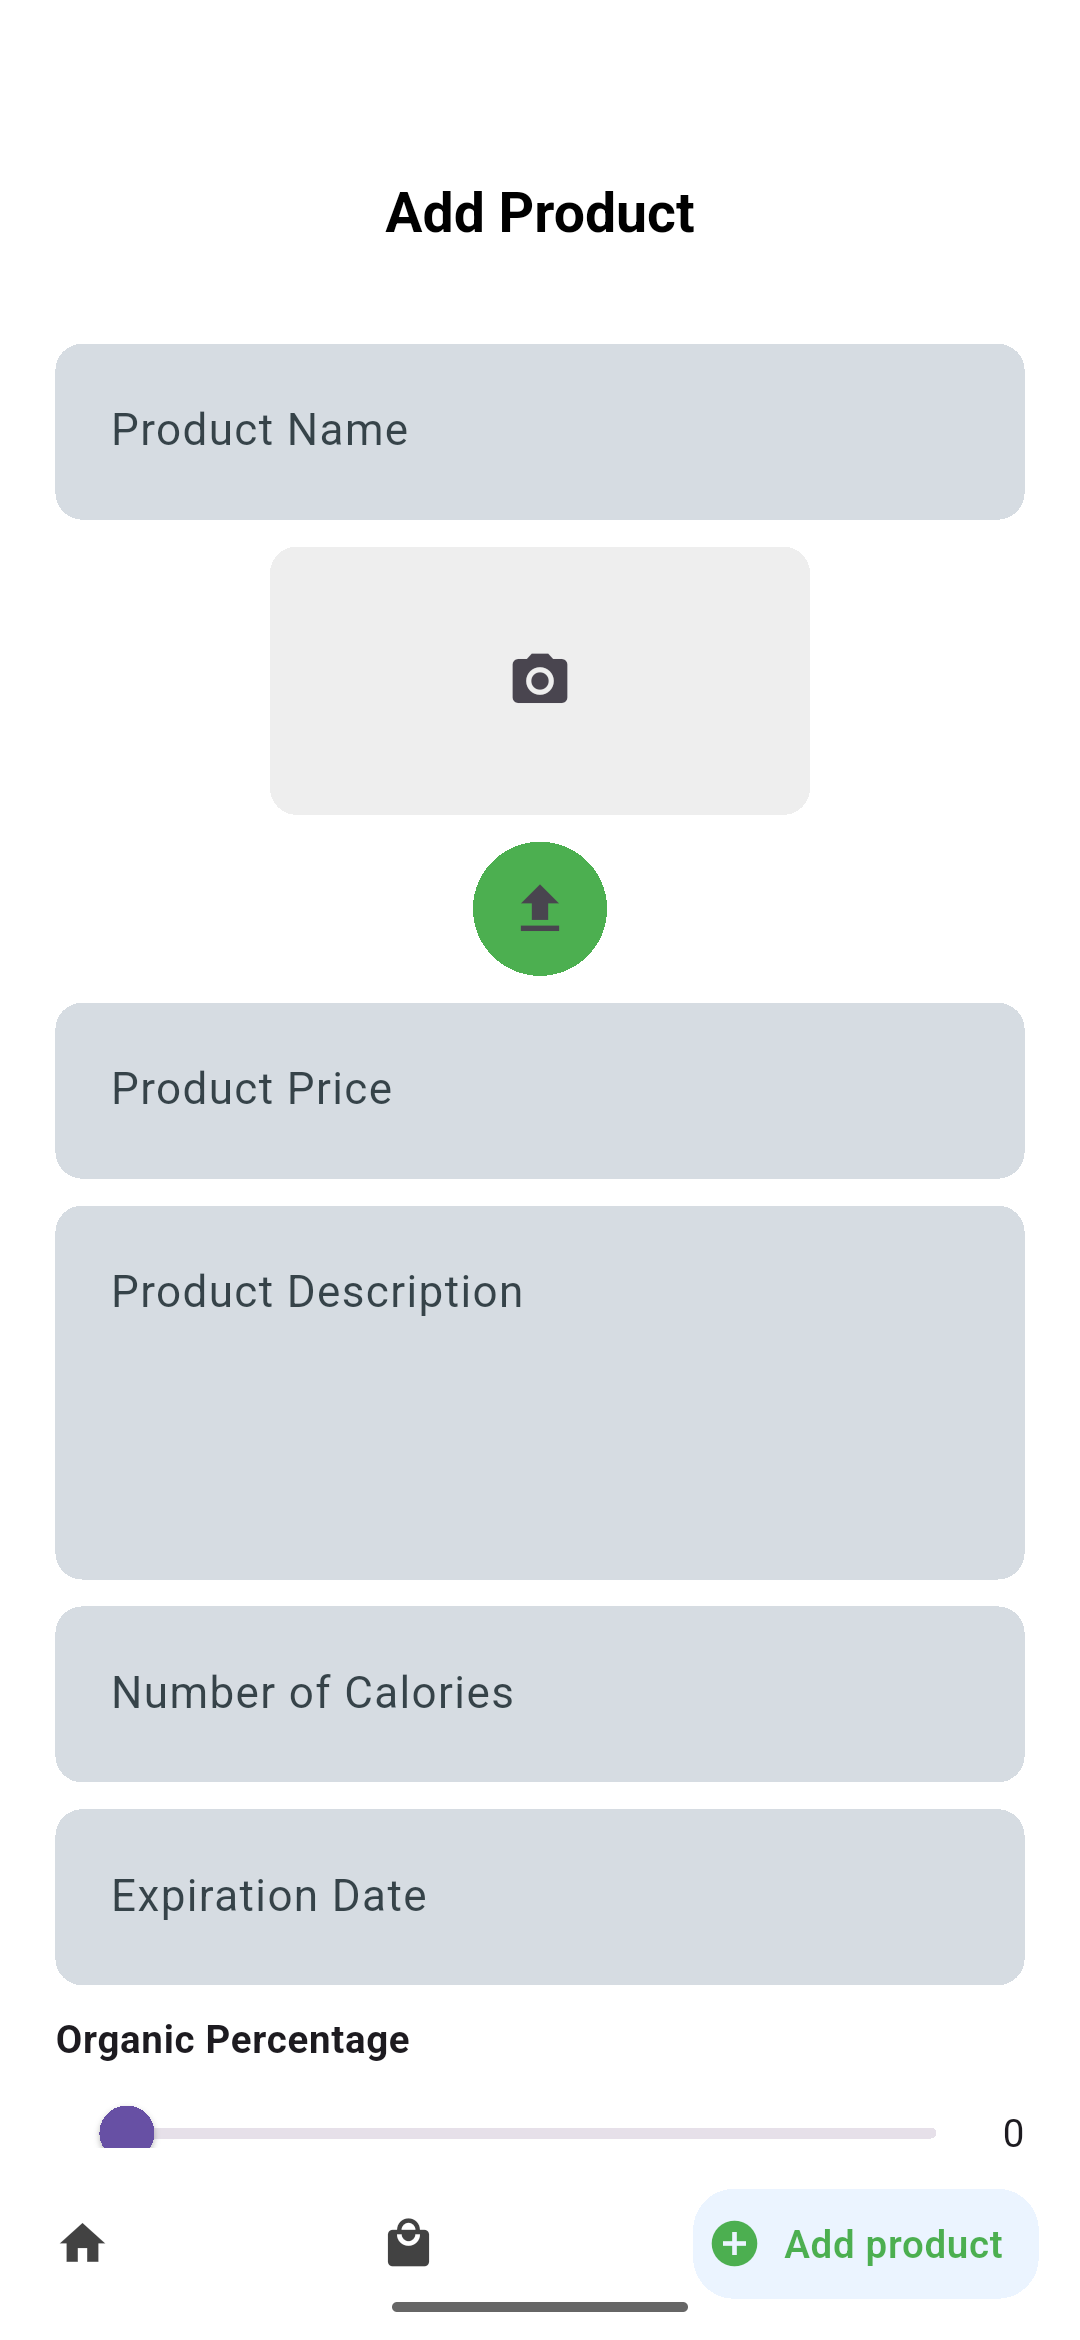 Add Product
Product Name
Product Price
Product Description
Number of Calories
Expiration Date
Organic Percentage
0
Add product